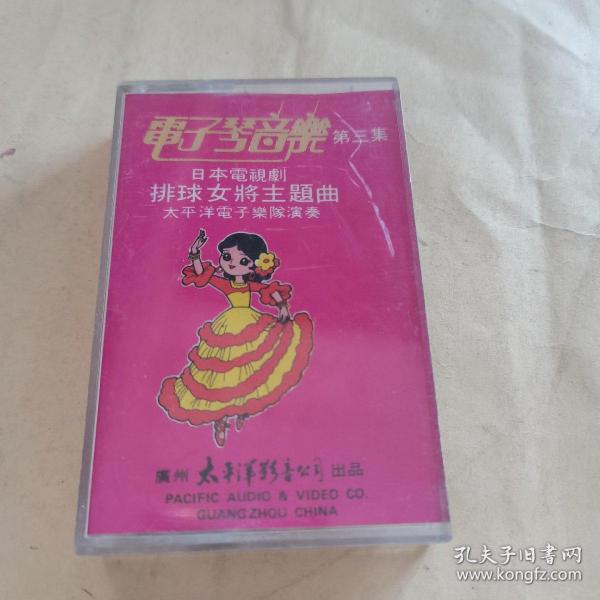 電子琴音樂 第三集
日本電視劇
排球女將主題曲
太平洋電子樂隊演奏
廣州 太平洋影音公司 出品
PACIFIC AUDIO & VIDEO CO.
GUANGZHOU CHINA
孔夫子旧书网
www.kongfz.com